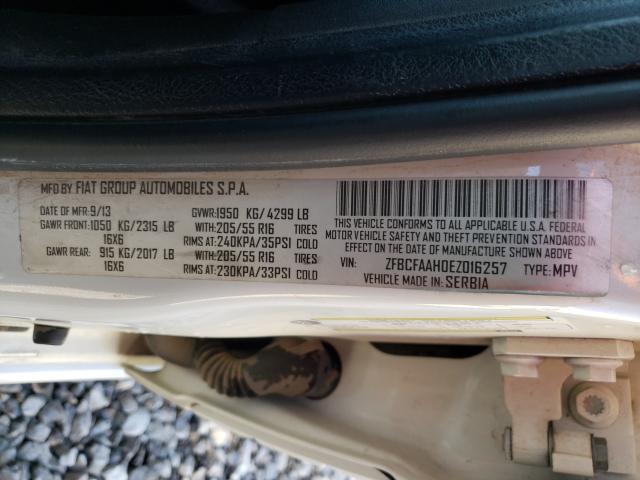 MFD BY FIAT GROUP AUTOMOBILES S.P.A.
DATE OF MFR: 9/13 GVWR: 1950 KG/ 4299 LB
GAWR FRONT: 1050 KG/2315 LB WITH: 205/55 R16 TIRES
16X6 RIMS AT: 240KPA/35PSI COLD
GAWR REAR: 915 KG/2017 LB WITH: 205/55 R16 TIRES
16X6 RIMS AT: 230KPA/33PSI COLD
THIS VEHICLE CONFORMS TO ALL APPLICABLE U.S.A. FEDERAL
MOTOR VEHICLE SAFETY STANDARDS AND THEFT PREVENTION STANDARDS IN
EFFECT ON THE DATE OF MANUFACTURE SHOWN ABOVE
VIN: ZFBCFAAH0EZ016257 TYPE: MPV
VEHICLE MADE IN SERBIA